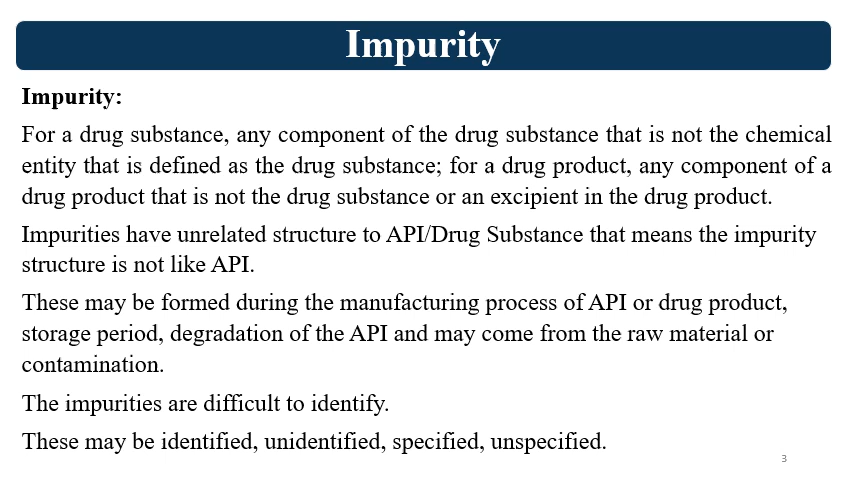 Impurity
Impurity:
For a drug substance, any component of the drug substance that is not the chemical
entity that is defined as the drug substance; for a drug product, any component of a
drug product that is not the drug substance or an excipient in the drug product.
Impurities have unrelated structure to API/Drug Substance that means the impurity
structure is not like API.
These may be formed during the manufacturing process of API or drug product,
storage period, degradation of the API and may come from the raw material or
contamination.
The impurities are difficult to identify.
These may be identified, unidentified, specified, unspecified.
3